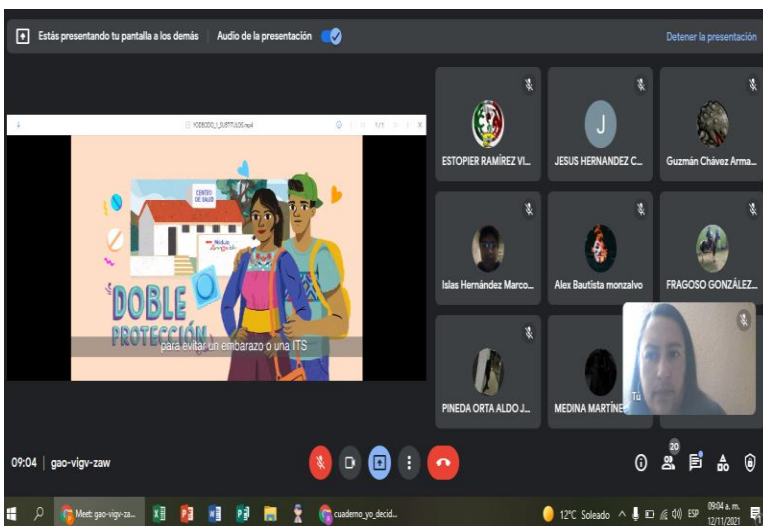 Estás presentando tu pantalla a los demás
Audio de la presentación
Detener la presentación
1/1
CENTRO
DE SALUD
DOBLE
PROTECCIÓN
para evitar un embarazo o una ITS
ESTOPIER RAMÍREZ VI...
JESUS HERNANDEZ C...
J
Guzmán Chávez Arma...
Islas Hernández Marco...
Alex Bautista monzalvo
FRAGOSO GONZÁLEZ...
PINEDA ORTA ALDO J...
MEDINA MARTÍNE
Tú
09:04 | gao-vigv-zaw
20
Meet: gao-vigv-za...
cuaderno_yo_decid...
12°C Soleado
ESP
09:04 a. m.
12/11/2021